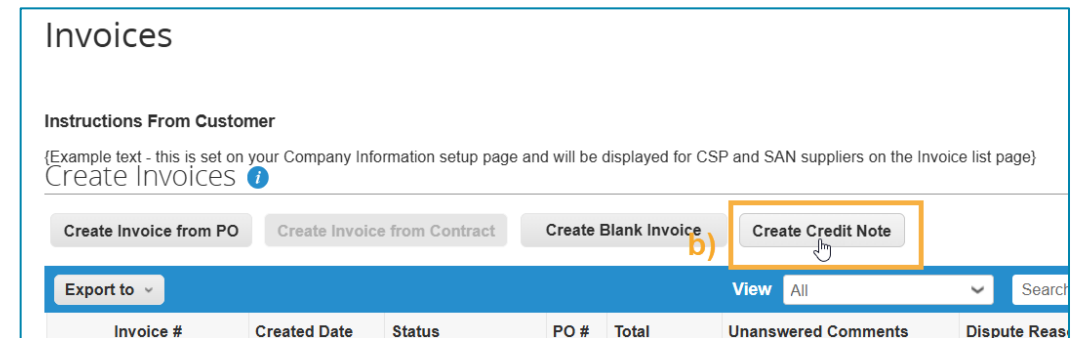 Invoices
Instructions From Customer
{Example text - this is set on your Company Information setup page and will be displayed for CSP and SAN suppliers on the Invoice list page}
Create Invoices i
Create Invoice from PO Create Invoice from Contract Create Blank Invoice b) Create Credit Note
Export to View All Search
Invoice # Created Date Status PO # Total Unanswered Comments Dispute Reas